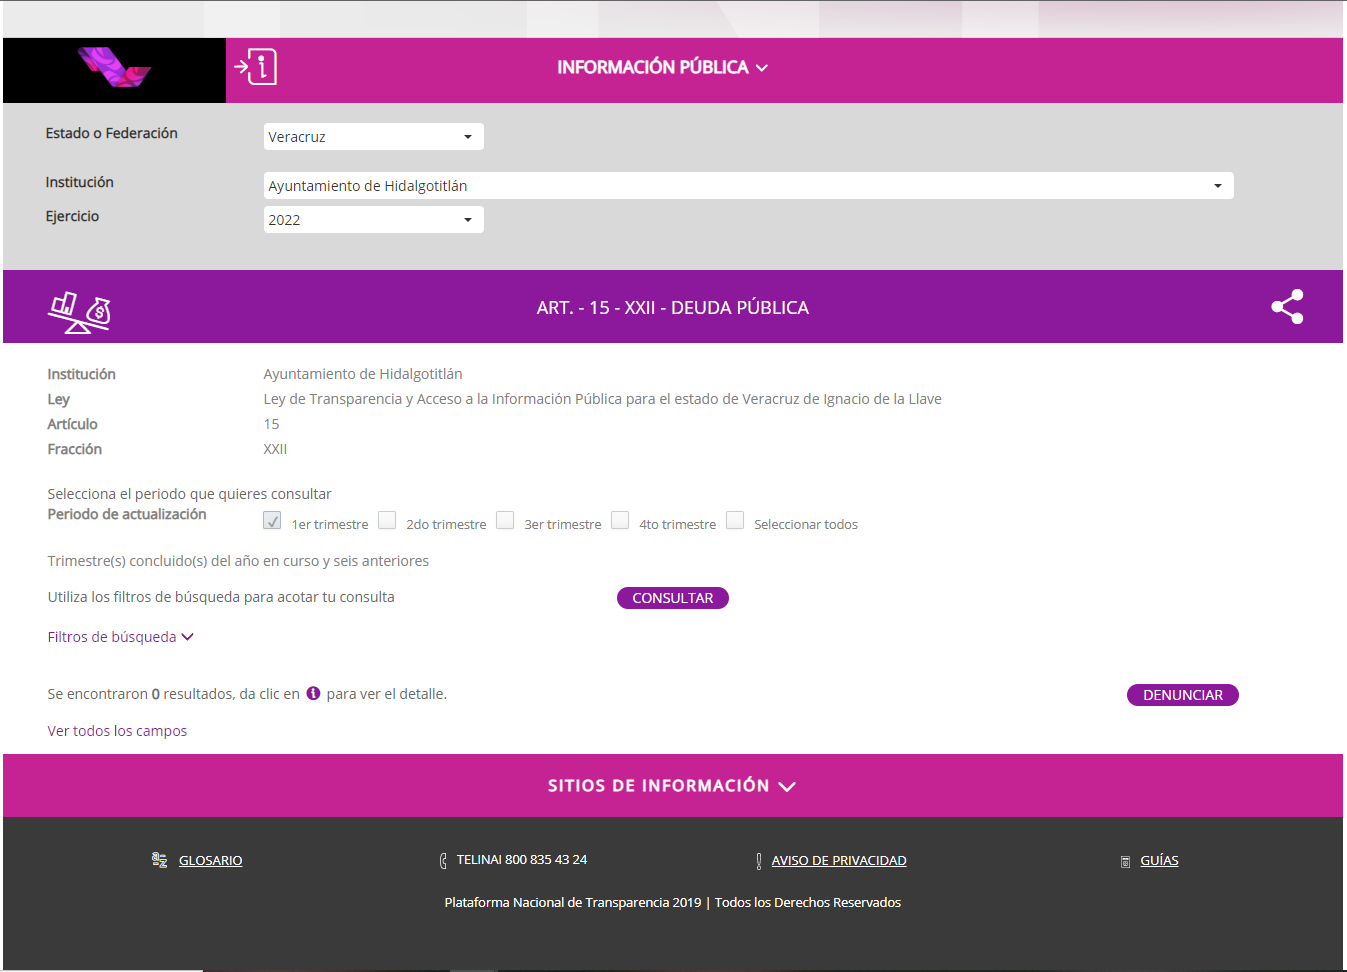 INFORMACIÓN PÚBLICA
Estado o Federación
Veracruz
Institución
Ayuntamiento de Hidalgotitlán
Ejercicio
2022
ART. - 15 - XXII - DEUDA PÚBLICA
Institución Ayuntamiento de Hidalgotitlán
Ley Ley de Transparencia y Acceso a la Información Pública para el estado de Veracruz de Ignacio de la Llave
Artículo 15
Fracción XXII
Selecciona el periodo que quieres consultar
Periodo de actualización
1er trimestre 2do trimestre 3er trimestre 4to trimestre Seleccionar todos
Trimestre(s) concluido(s) del año en curso y seis anteriores
Utiliza los filtros de búsqueda para acotar tu consulta
CONSULTAR
Filtros de búsqueda
Se encontraron 0 resultados, da clic en i para ver el detalle.
DENUNCIAR
Ver todos los campos
SITIOS DE INFORMACIÓN
GLOSARIO
TELINAI 800 835 43 24
AVISO DE PRIVACIDAD
GUÍAS
Plataforma Nacional de Transparencia 2019 | Todos los Derechos Reservados